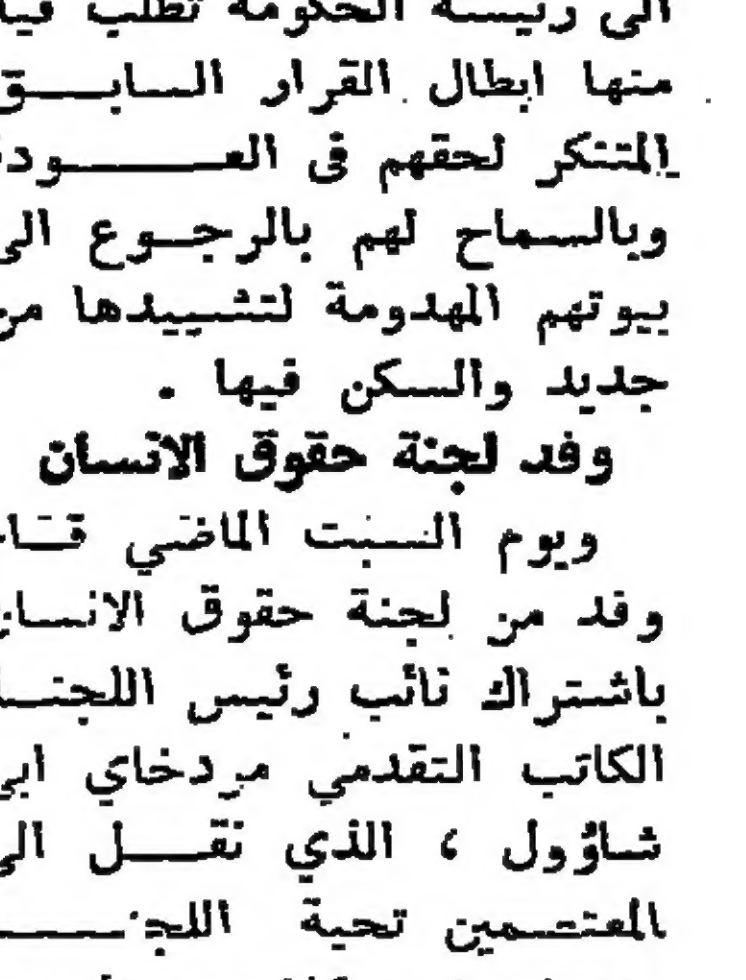 الى رئيسة الحكومة تطلب فيه
منها ابطال القرار السابق
المتنكر لحقهم في العودة
وبالسماح لهم بالرجوع الى
بيوتهم المهدومة لتشييدها من
جديد والسكن فيها .
وفد لجنة حقوق الانسان
ويوم السبت الماضي قام
وفد من لجنة حقوق الانسان
باشتراك نائب رئيس اللجنة
الكاتب التقدمي مردخاي ابي
شاؤول ، الذي نقل الى
المعتصمين تحية اللجنة